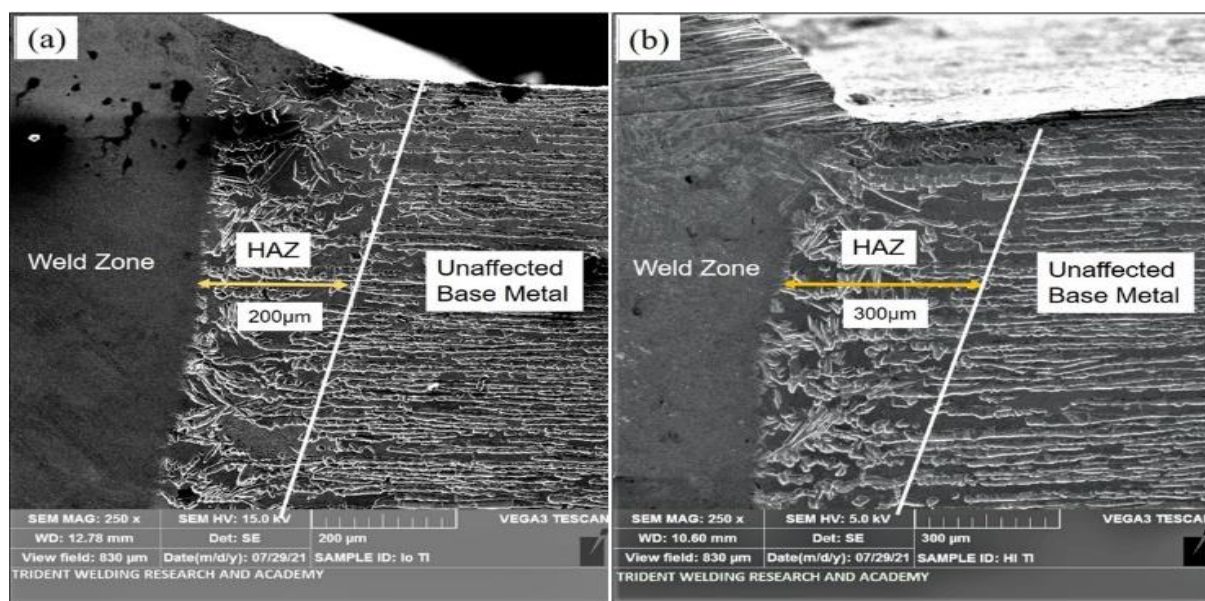 (a)
Weld Zone
HAZ
200µm
Unaffected
Base Metal
SEM MAG: 250 x
SEM HV: 15.0 kV
VEGA3 TESCAN
WD: 12.78 mm
Det: SE
200 µm
View field: 830 µm
Date(m/d/y): 07/29/21
SAMPLE ID: lo TI
TRIDENT WELDING RESEARCH AND ACADEMY
(b)
Weld Zone
HAZ
300µm
Unaffected
Base Metal
SEM MAG: 250 x
SEM HV: 5.0 kV
VEGA3 TESCAN
WD: 10.60 mm
Det: SE
300 µm
View field: 830 µm
Date(m/d/y): 07/29/21
SAMPLE ID: HI TI
TRIDENT WELDING RESEARCH AND ACADEMY